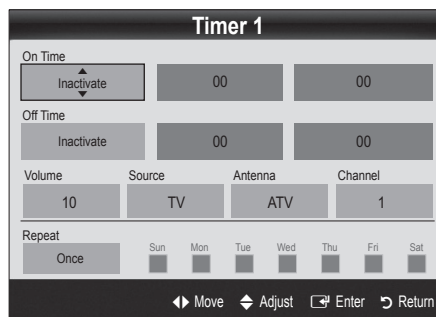 Timer 1
On Time
Inactivate 00 00
Off Time
Inactivate 00 00
Volume Source Antenna Channel
10 TV ATV 1
Repeat
Sun Mon Tue Wed Thu Fri Sat
Once
Move Adjust Enter Return